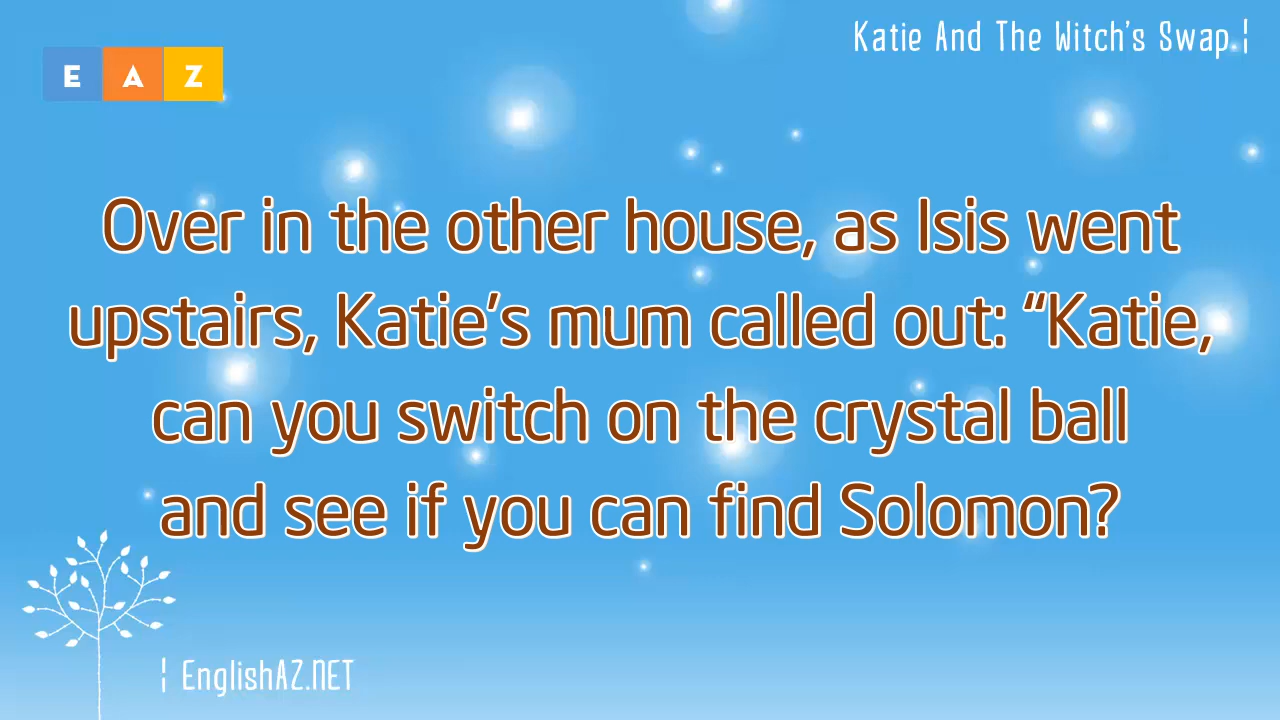 E A Z
Katie And The Witch's Swap ¦
Over in the other house, as Isis went
upstairs, Katie’s mum called out: “Katie,
can you switch on the crystal ball
and see if you can find Solomon?
¦ EnglishAZ.NET